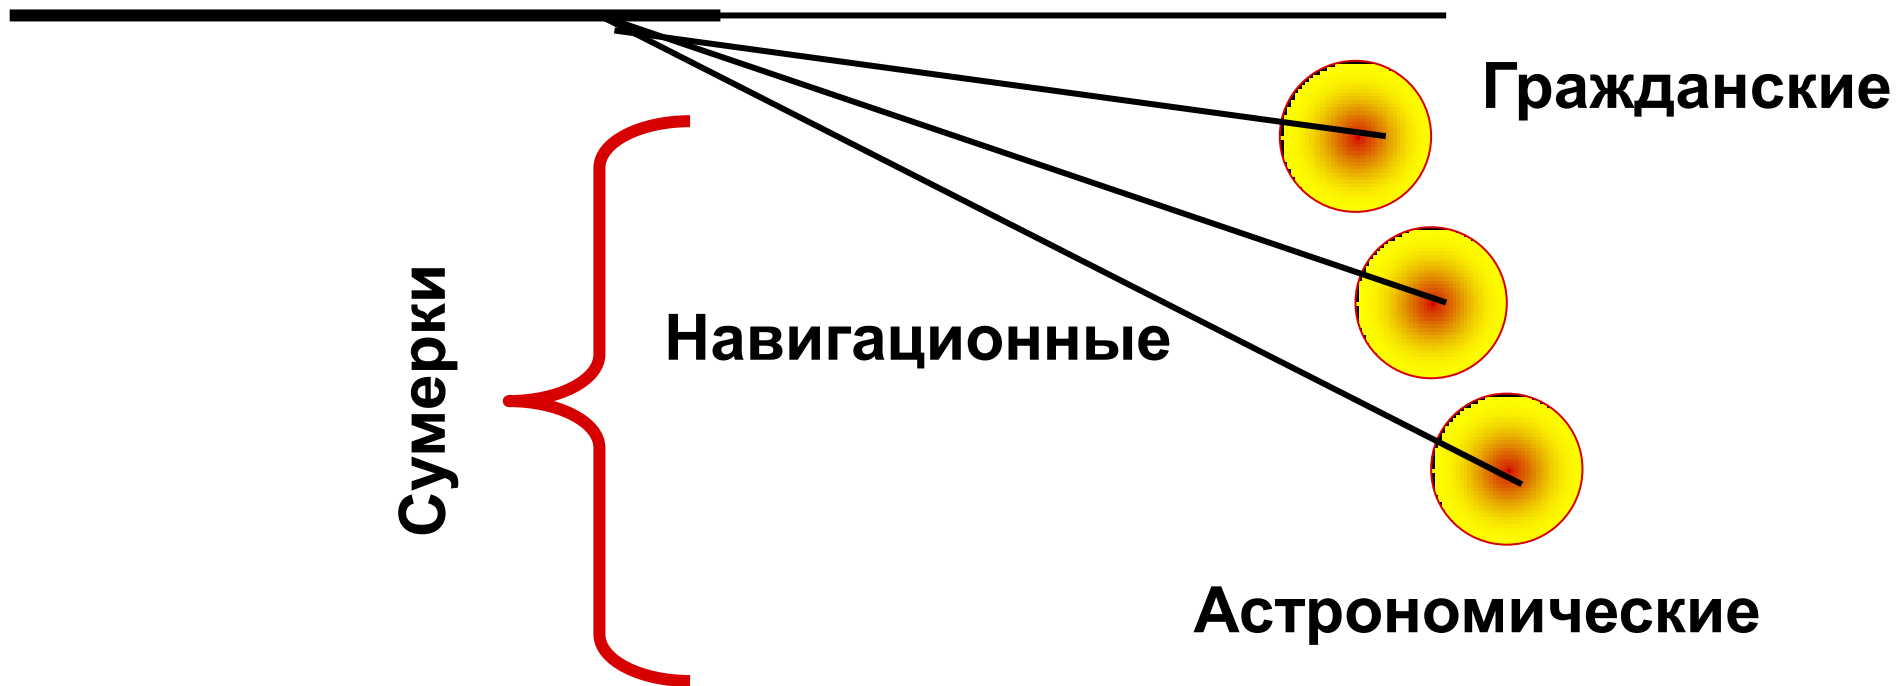 Гражданские
Сумерки
Навигационные
Астрономические